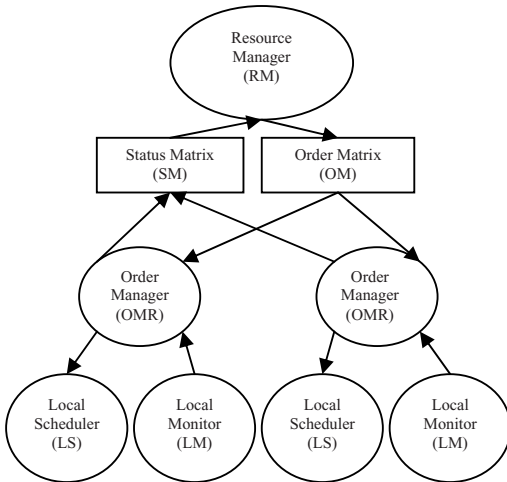 Resource
Manager
(RM)
Status Matrix
(SM)
Order Matrix
(OM)
Order
Manager
(OMR)
Order
Manager
(OMR)
Local
Scheduler
(LS)
Local
Monitor
(LM)
Local
Scheduler
(LS)
Local
Monitor
(LM)